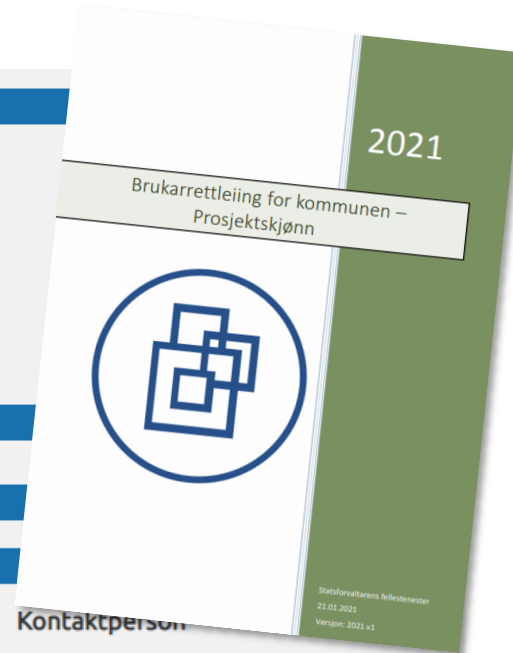 2021
Brukarrettleiing for kommunen –
Prosjektskjønn
Statsforvaltarens fellestenester
21.01.2021
Versjon: 2021 v1
Kontaktperson